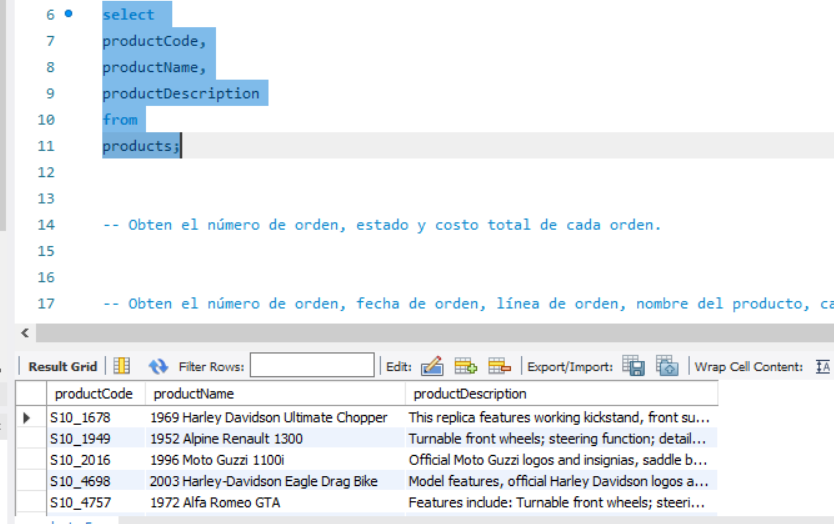 6 select
7 productCode,
8 productName,
9 productDescription
10 from
11 products;
12
13
14 -- Obten el número de orden, estado y costo total de cada orden.
15
16
17 -- Obten el número de orden, fecha de orden, línea de orden, nombre del producto, ca
Result Grid Filter Rows: Edit: Export/Import: Wrap Cell Content: IA
productCode productName productDescription
S10_1678 1969 Harley Davidson Ultimate Chopper This replica features working kickstand, front su...
S10_1949 1952 Alpine Renault 1300 Turnable front wheels; steering function; detail...
S10_2016 1996 Moto Guzzi 1100i Official Moto Guzzi logos and insignias, saddle b...
S10_4698 2003 Harley-Davidson Eagle Drag Bike Model features, official Harley Davidson logos a...
S10_4757 1972 Alfa Romeo GTA Features include: Turnable front wheels; steeri...